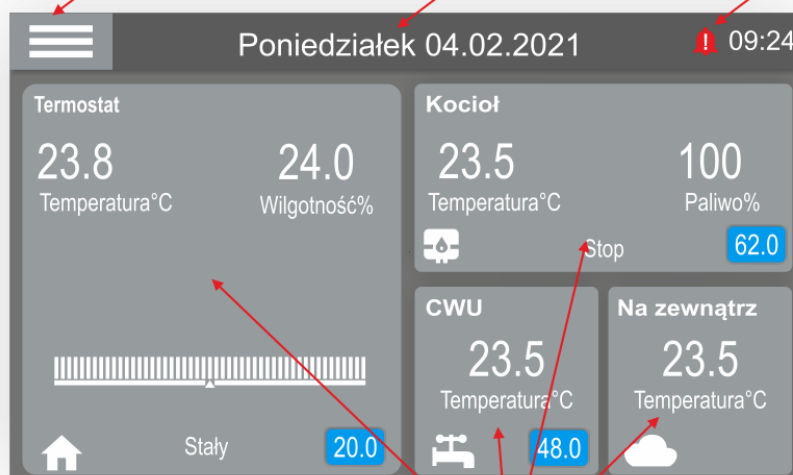 Poniedziałek 04.02.2021
09:24
Termostat
23.8
24.0
Temperatura°C
Wilgotność%
Stały
20.0
Kocioł
23.5
100
Temperatura°C
Paliwo%
Stop
62.0
CWU
23.5
Temperatura°C
48.0
Na zewnątrz
23.5
Temperatura°C